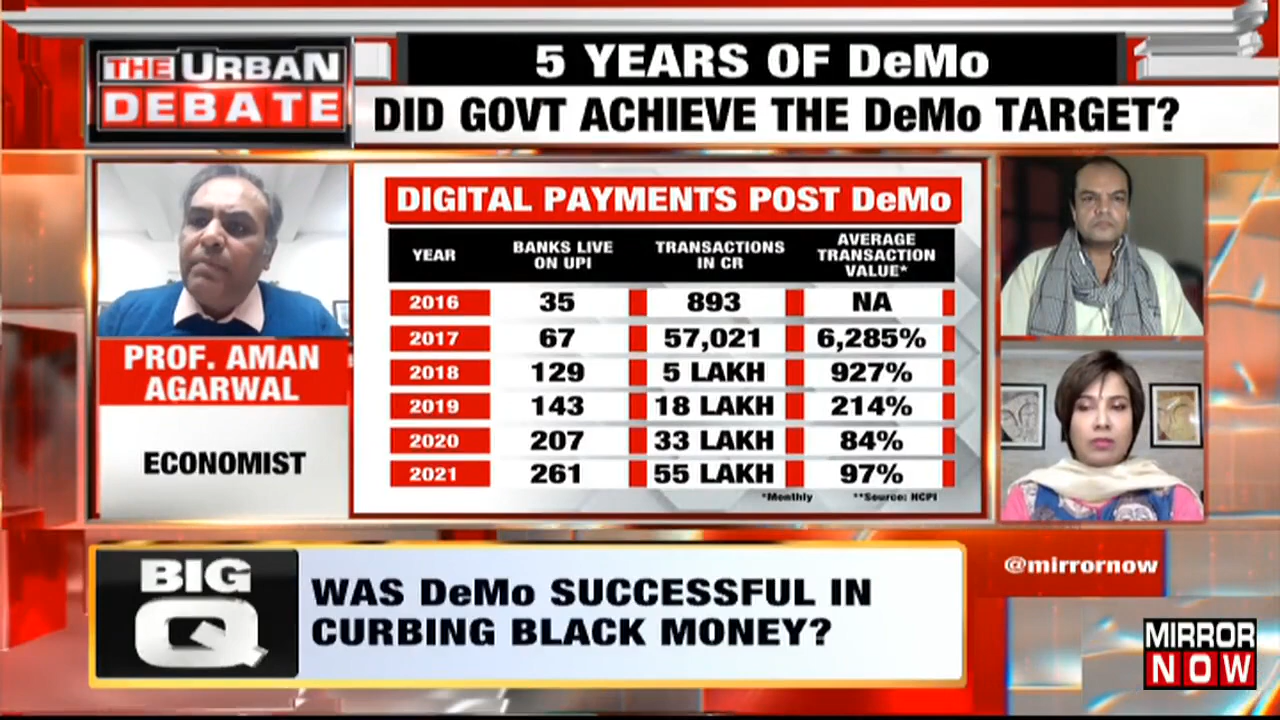 THE URBAN
DEBATE
5 YEARS OF DeMo
DID GOVT ACHIEVE THE DeMo TARGET?
PROF. AMAN
AGARWAL
ECONOMIST
DIGITAL PAYMENTS POST DeMo
YEAR BANKS LIVE ON UPI TRANSACTIONS IN CR AVERAGE TRANSACTION VALUE*
2016 35 893 NA
2017 67 57,021 6,285%
2018 129 5 LAKH 927%
2019 143 18 LAKH 214%
2020 207 33 LAKH 84%
2021 261 55 LAKH 97%
*Monthly **Source: NCPI
BIG
Q
WAS DeMo SUCCESSFUL IN
CURBING BLACK MONEY?
@mirrornow
MIRROR
NOW